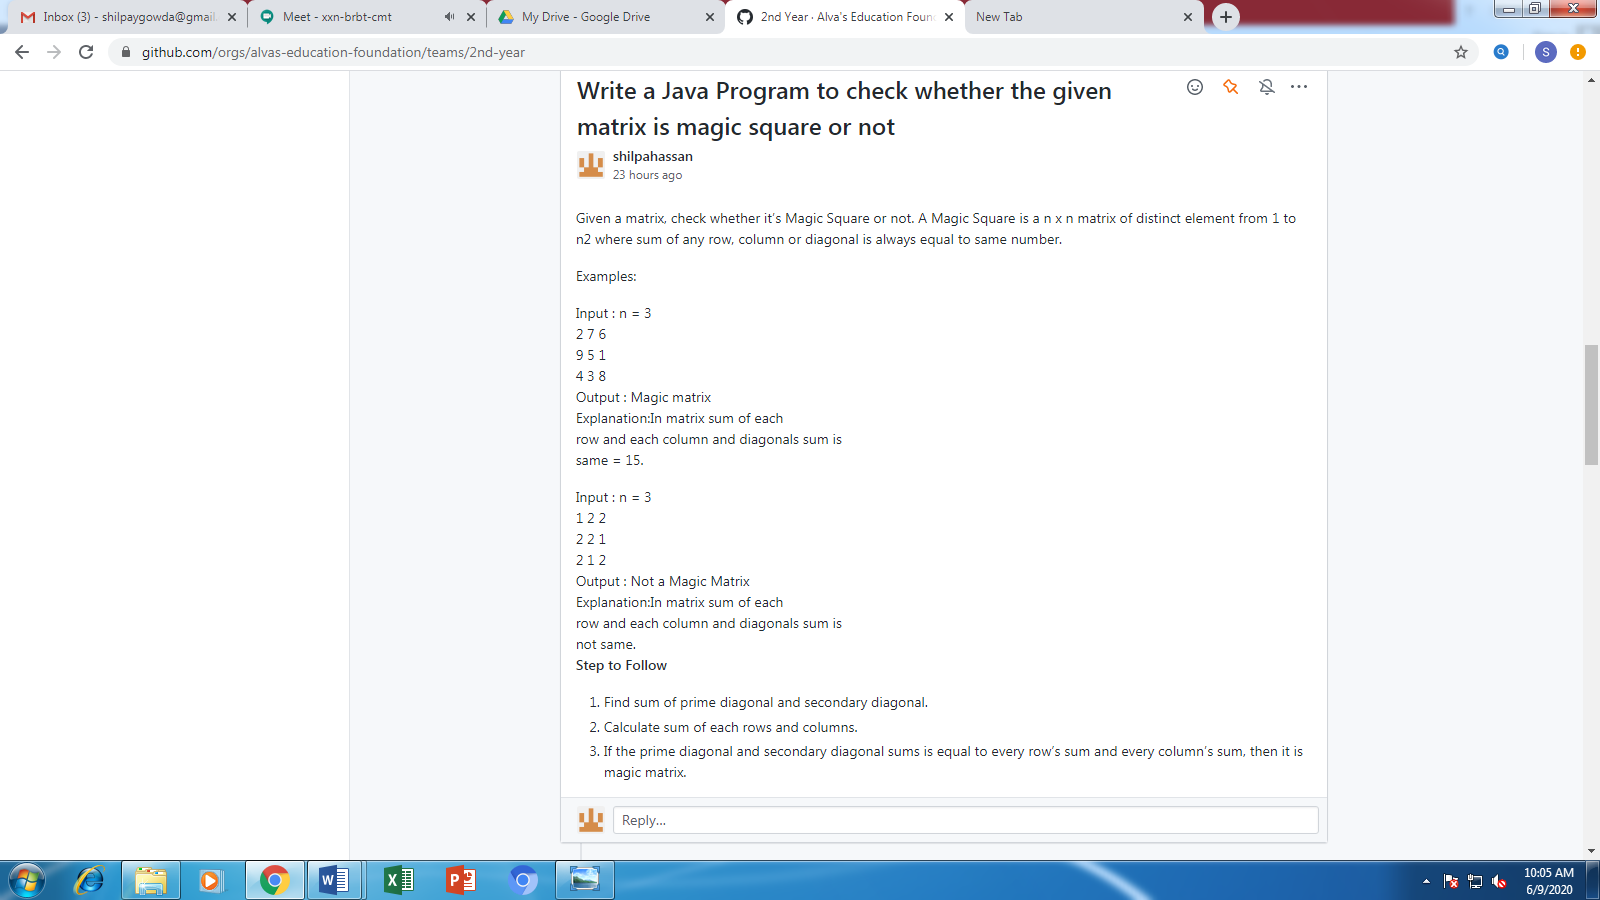 Inbox (3) - shilpaygowda@gmail.
Meet - xxn-brbt-cmt
My Drive - Google Drive
2nd Year · Alva's Education Foun
New Tab
github.com/orgs/alvas-education-foundation/teams/2nd-year
S
Write a Java Program to check whether the given
matrix is magic square or not
shilpahassan
23 hours ago
Given a matrix, check whether it's Magic Square or not. A Magic Square is a n x n matrix of distinct element from 1 to
n2 where sum of any row, column or diagonal is always equal to same number.
Examples:
Input : n = 3
2 7 6
9 5 1
4 3 8
Output : Magic matrix
Explanation:In matrix sum of each
row and each column and diagonals sum is
same = 15.
Input : n = 3
1 2 2
2 2 1
2 1 2
Output : Not a Magic Matrix
Explanation:In matrix sum of each
row and each column and diagonals sum is
not same.
Step to Follow
1. Find sum of prime diagonal and secondary diagonal.
2. Calculate sum of each rows and columns.
3. If the prime diagonal and secondary diagonal sums is equal to every row's sum and every column's sum, then it is
magic matrix.
Reply...
10:05 AM
6/9/2020